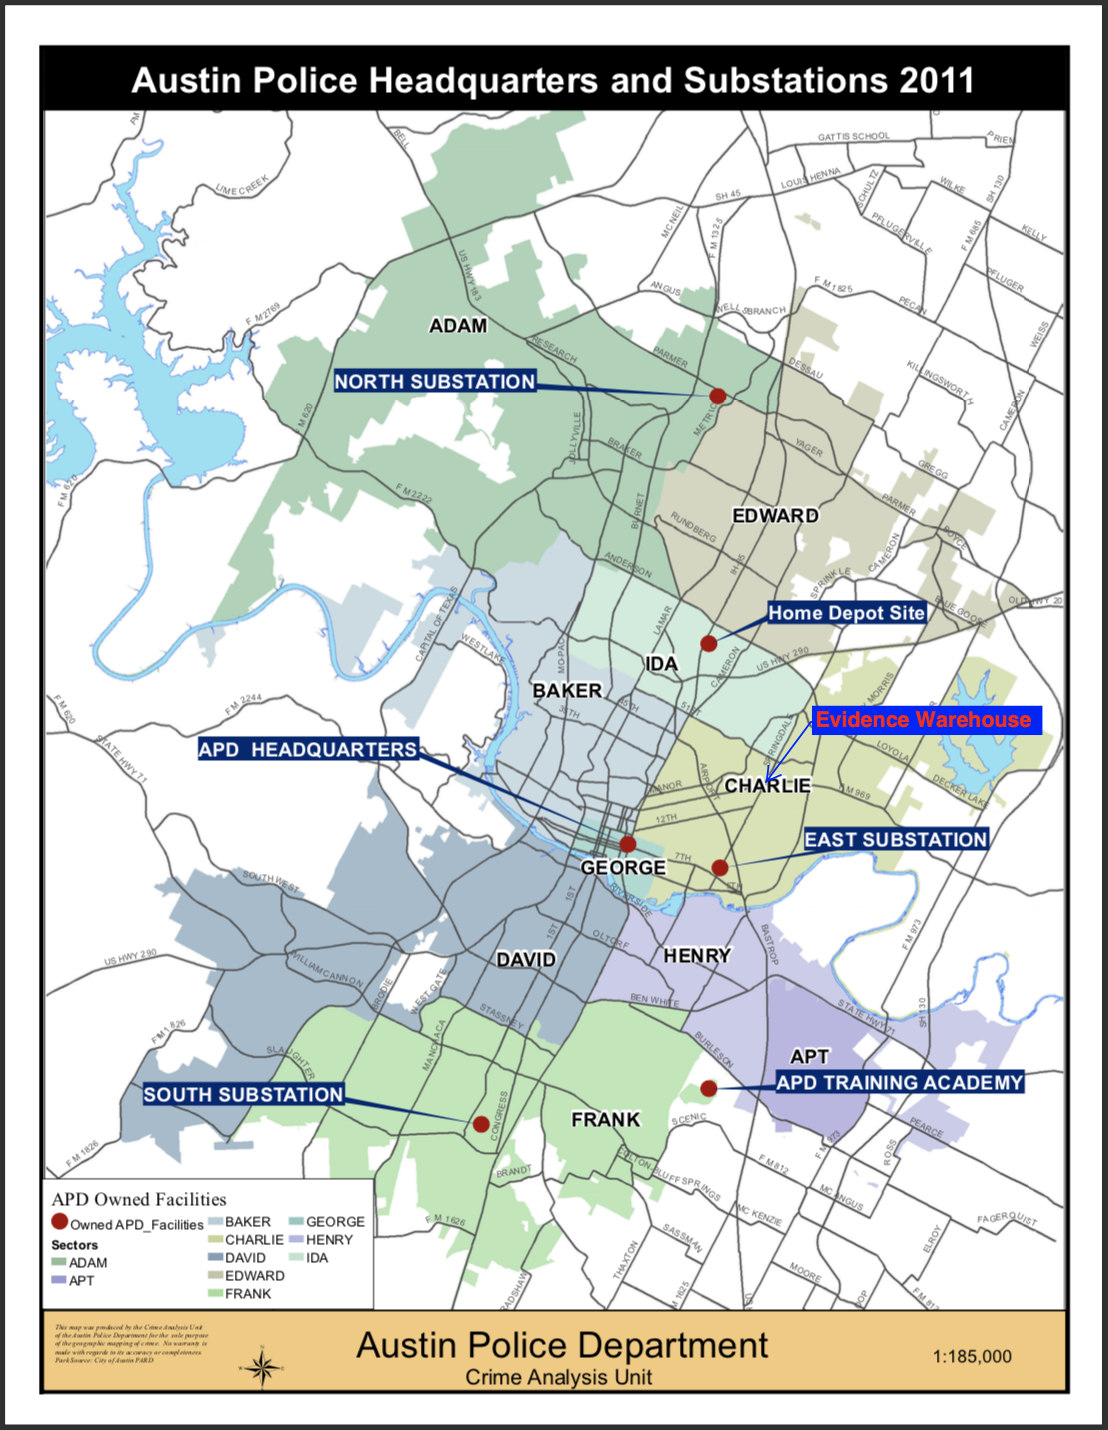 Austin Police Headquarters and Substations 2011
GATTIS SCHOOL
PRIEM
BELL
LOUIS HENNA
SCHULTZ
WILKE
SH 130
LIME CREEK
SH 45
MCNEIL
F M 1325
PFLUGERVILLE
F M 685
KELLY
US HWY 183
PFLUGER
ANGUS
F M 1825
PECAN
F M 2769
WELLSBRANCH
WEISS
ADAM
RESEARCH
PARMER
DESSAU
KILLINGSWORTH
NORTH SUBSTATION
CAMERON
F M 620
METRIC
JOLLYVILLE
BRAKER
YAGER
GREGG
F M 620
F M 2222
BURNET
PARMER
EDWARD
RUNDBERG
BOYCE
IH-35
CAMERON
ANDERSON
SPRINKLE
CAPITAL OF TEXAS
BLUE GOOSE
OLD HWY 20
LAMAR
Home Depot Site
WESTLAKE
MO-PAC
IDA
CAMERON
US HWY 290
F M 620
F M 2244
BAKER
MORRIS
35TH
45TH
51ST
STATE HWY 71
Evidence Warehouse
SPRINGDALE
APD HEADQUARTERS
LOYOLA
AIRPORT
MANOR
CHARLIE
F M 969
DECKER LAKE
12TH
EAST SUBSTATION
7TH
GEORGE
SOUTH WEST
1ST
RIVERSIDE
1ST
OLTORF
BASTROP
F M 973
US HWY 290
WILLIAM CANNON
DAVID
HENRY
BRODIE
WEST GATE
BEN WHITE
STATE HWY 71
SH 130
F M 1826
STASSNEY
MANCHACA
SLAUGHTER
BURLESON
APT
APD TRAINING ACADEMY
SOUTH SUBSTATION
CONGRESS
FRANK
SCENIC
PEARCE
F M 1826
F M 973
ROSS
COLTON-BLUFF SPRINGS
F M 812
BRANDT
MC ANGUS
MC KENZIE
F M 1626
SASSMAN
FAGERQUIST
ELROY
THAXTON
MOORE
F M 812
APD Owned Facilities
Owned APD_Facilities
Sectors
ADAM
APT
BAKER
CHARLIE
DAVID
EDWARD
FRANK
GEORGE
HENRY
IDA
This map was produced by the Crime Analysis Unit
of the Austin Police Department for the sole purpose
of the geographic mapping of crime. No warranty is
made with regards to its accuracy or completeness.
Park Source: City of Austin PARD
Austin Police Department
Crime Analysis Unit
1:185,000